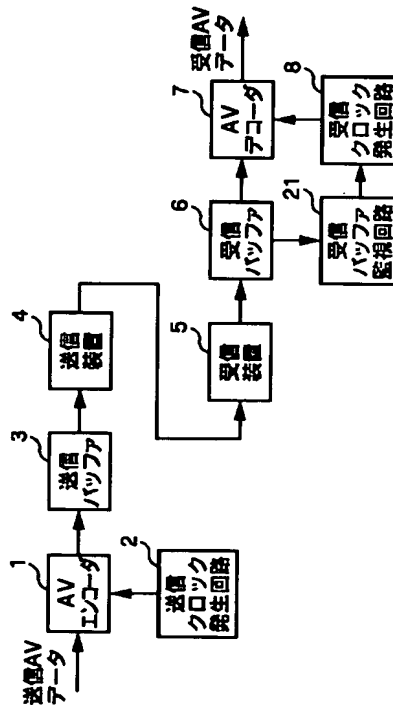 送信AV
データ
1
AV
エンコーダ
2
送信
クロック
発生回路
3
送信
バッファ
4
送信
装置
5
受信
装置
6
受信
バッファ
21
受信
バッファ
監視回路
7
AV
デコーダ
8
受信
クロック
発生回路
受信AV
データ